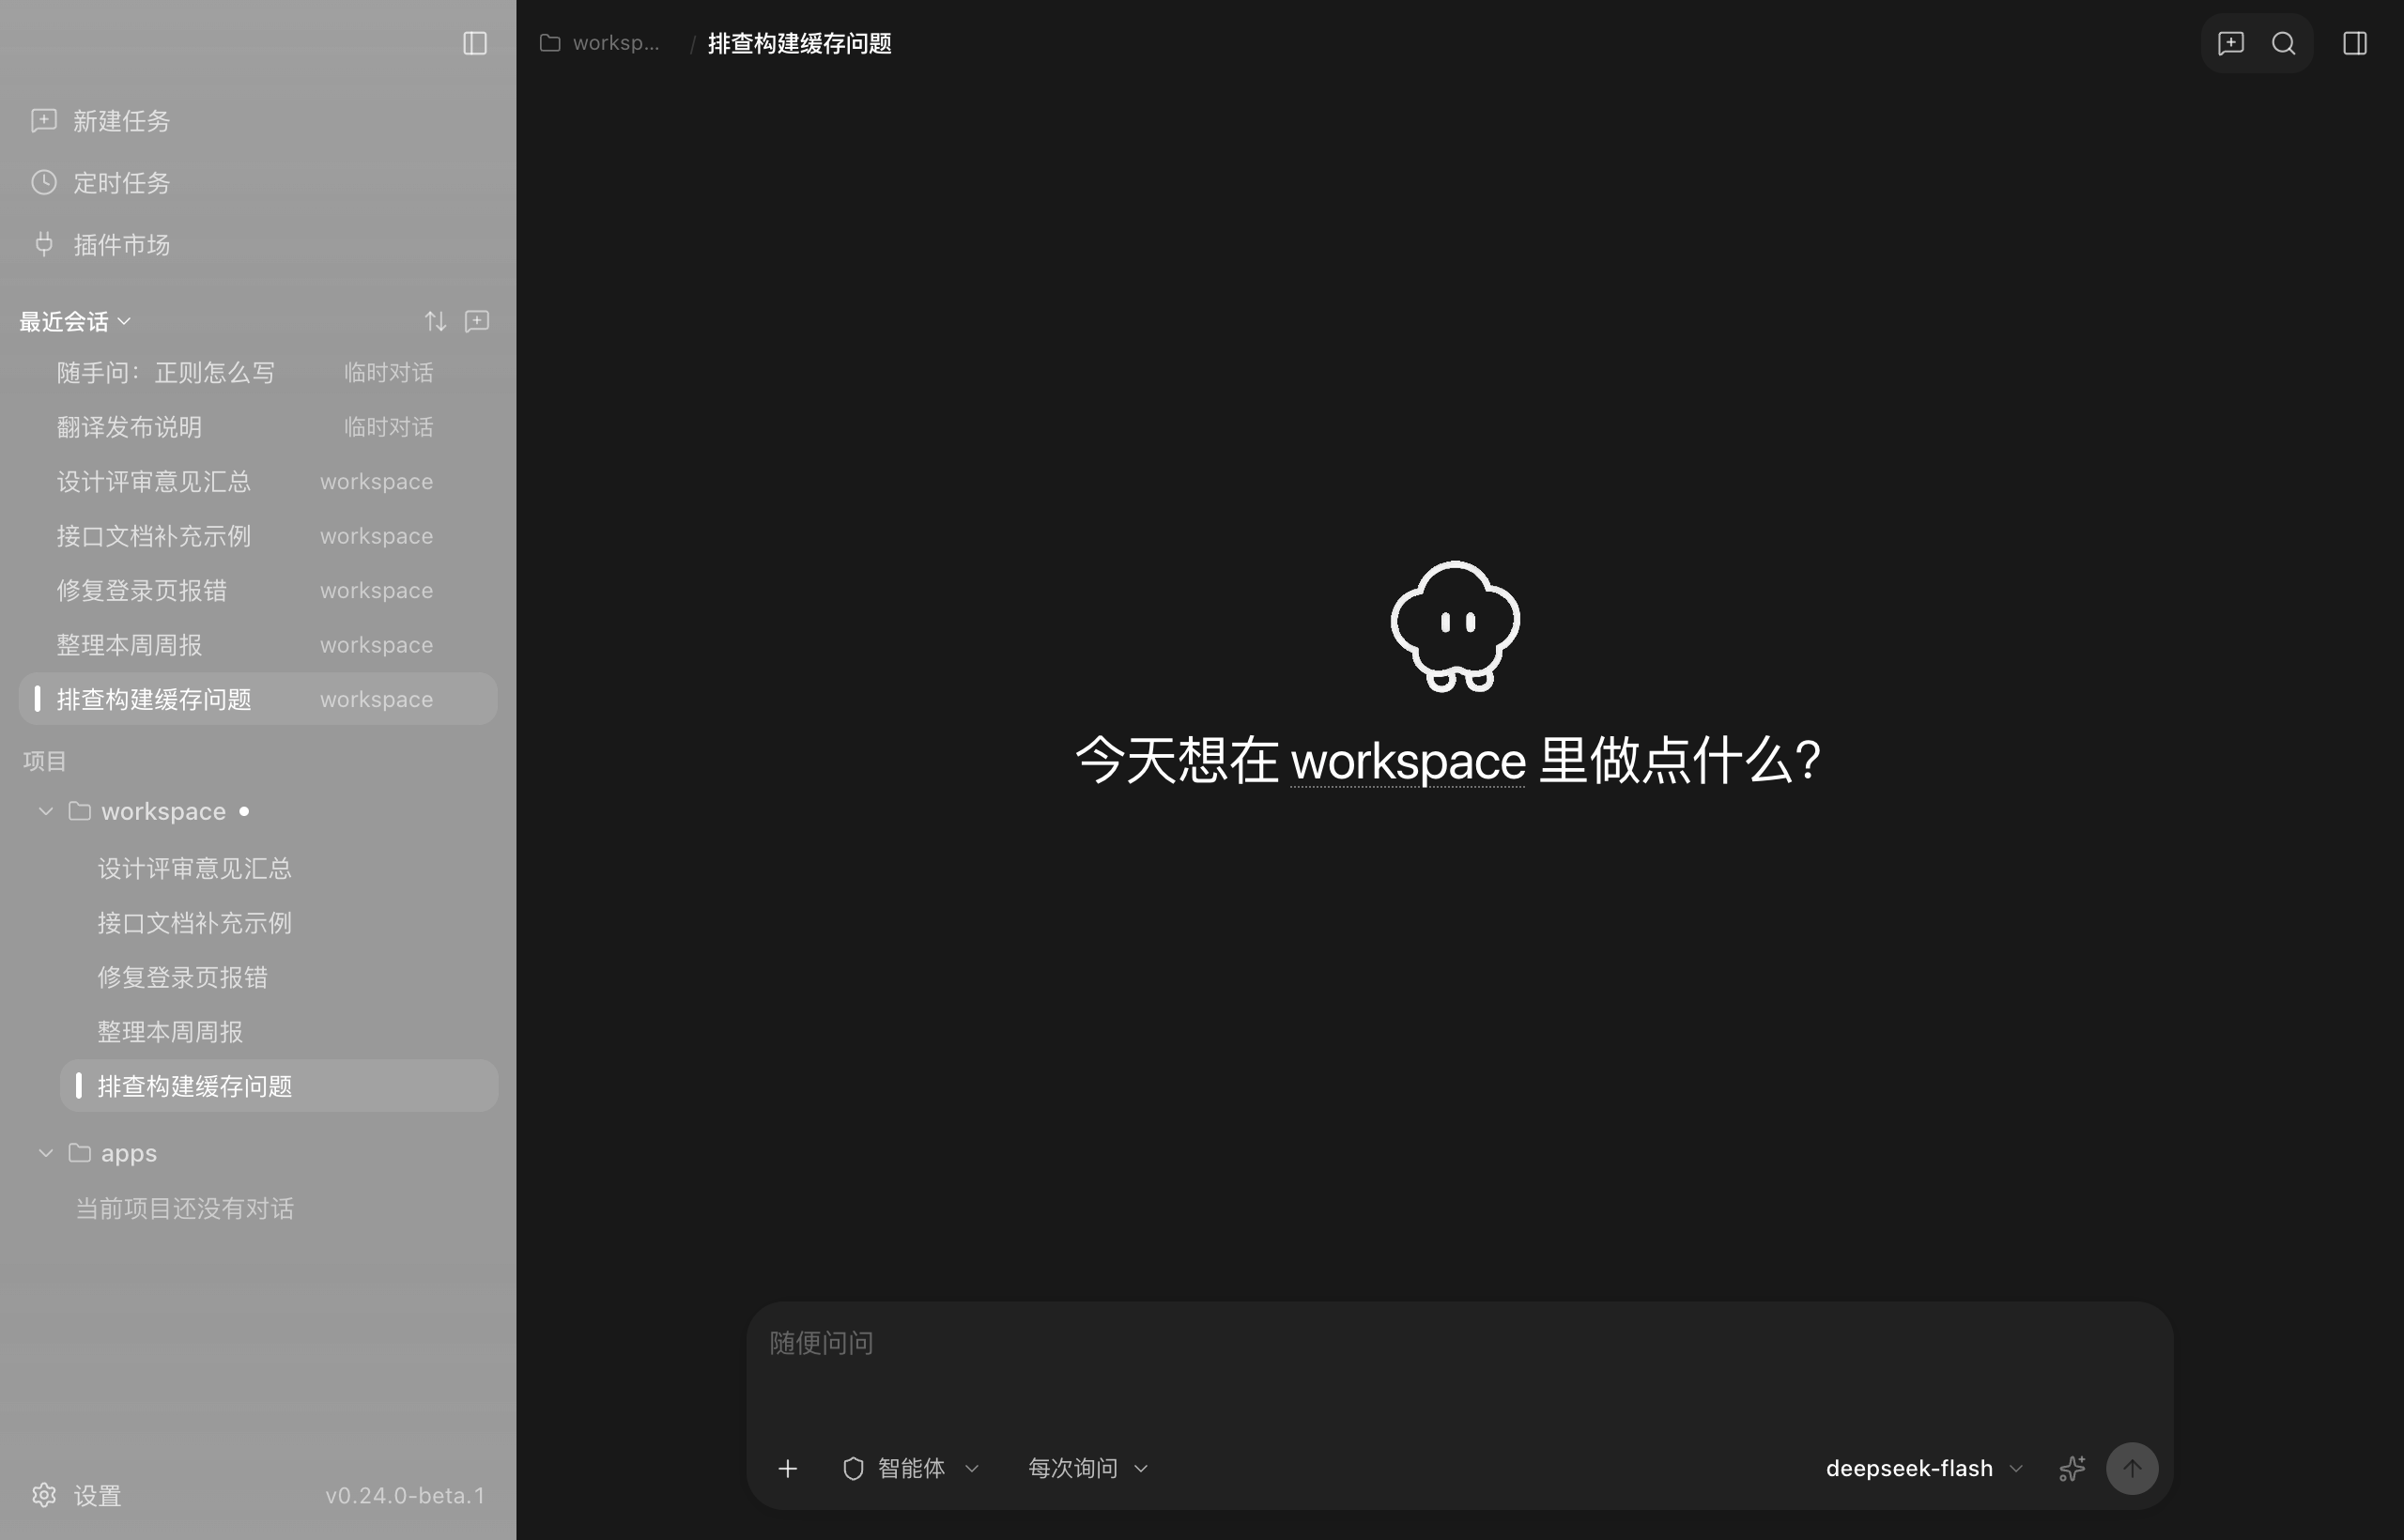 worksp... / 排查构建缓存问题
新建任务
定时任务
插件市场
最近会话
随手问：正则怎么写 临时对话
翻译发布说明 临时对话
设计评审意见汇总 workspace
接口文档补充示例 workspace
修复登录页报错 workspace
整理本周周报 workspace
排查构建缓存问题 workspace
项目
workspace
设计评审意见汇总
接口文档补充示例
修复登录页报错
整理本周周报
排查构建缓存问题
apps
当前项目还没有对话
设置 v0.24.0-beta.1
今天想在 workspace 里做点什么？
随便问问
智能体 每次询问 deepseek-flash